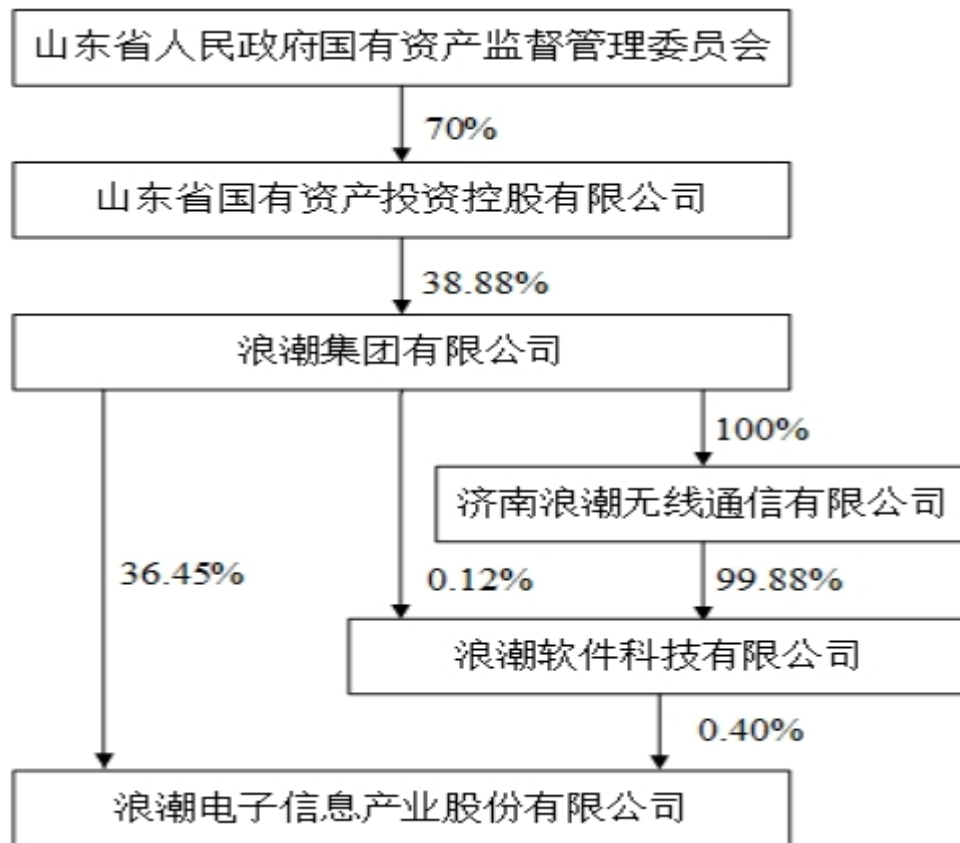 山东省人民政府国有资产监督管理委员会
70%
山东省国有资产投资控股有限公司
38.88%
浪潮集团有限公司
100%
济南浪潮无线通信有限公司
36.45%
0.12%
99.88%
浪潮软件科技有限公司
0.40%
浪潮电子信息产业股份有限公司